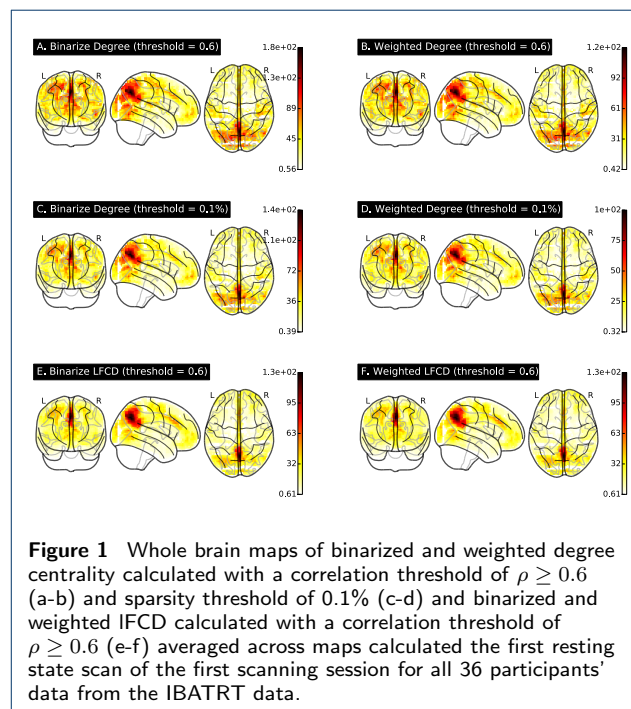 A. Binarize Degree (threshold = 0.6)
L R
1.8e+02
1.3e+02
89
45
0.56
B. Weighted Degree (threshold = 0.6)
L R
1.2e+02
92
62
31
0.42
C. Binarize Degree (threshold = 0.1%)
L R
1.4e+02
1.1e+02
72
36
0.39
D. Weighted Degree (threshold = 0.1%)
L R
1e+02
75
50
25
0.32
E. Binarize LFCD (threshold = 0.6)
L R
1.3e+02
95
63
32
0.61
F. Weighted LFCD (threshold = 0.6)
L R
1.3e+02
95
63
32
0.61
Figure 1 Whole brain maps of binarized and weighted degree
centrality calculated with a correlation threshold of ρ ≥ 0.6
(a-b) and sparsity threshold of 0.1% (c-d) and binarized and
weighted lFCD calculated with a correlation threshold of
ρ ≥ 0.6 (e-f) averaged across maps calculated the first resting
state scan of the first scanning session for all 36 participants'
data from the IBATRT data.